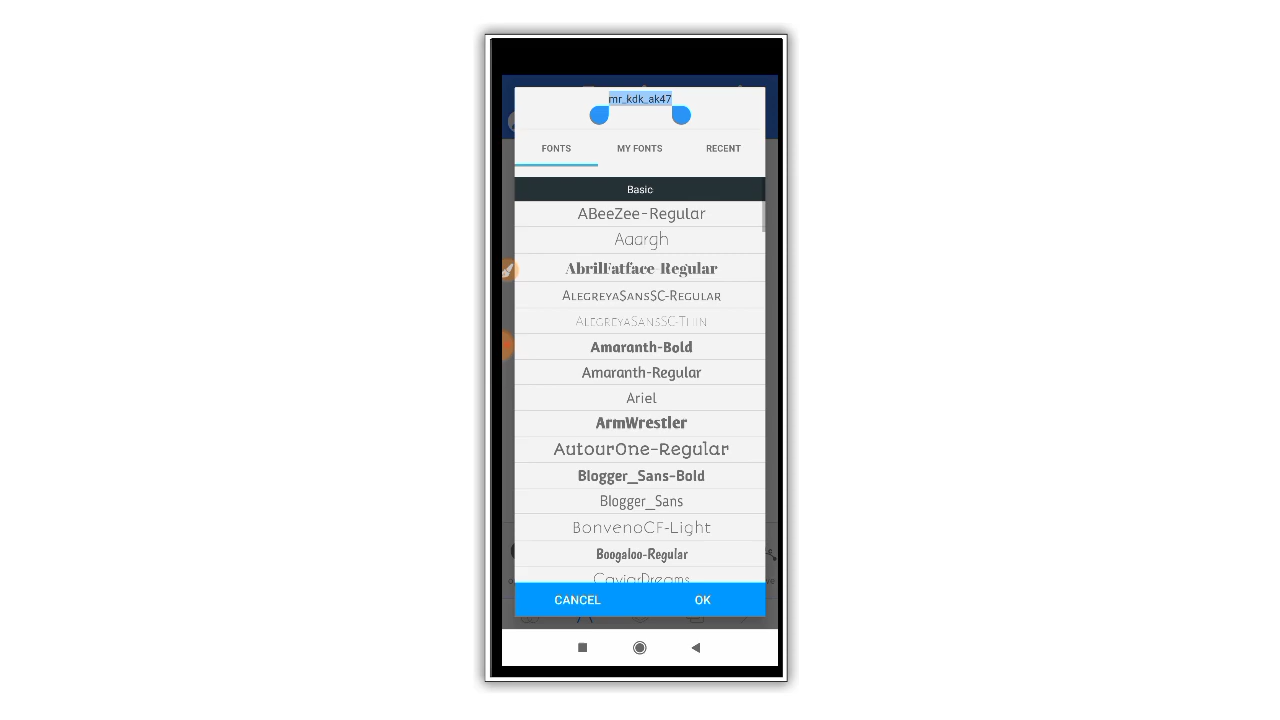 mr_kdk_ak47
FONTS MY FONTS RECENT
Basic
ABeeZee-Regular
Aaargh
AbrilFatface-Regular
AlegreyaSansSC-Regular
AlegreyaSansSC-Thin
Amaranth-Bold
Amaranth-Regular
Ariel
ArmWrestler
AutourOne-Regular
Blogger_Sans-Bold
Blogger_Sans
BonvenoCF-Light
Boogaloo-Regular
CaviarDreams
CANCEL OK